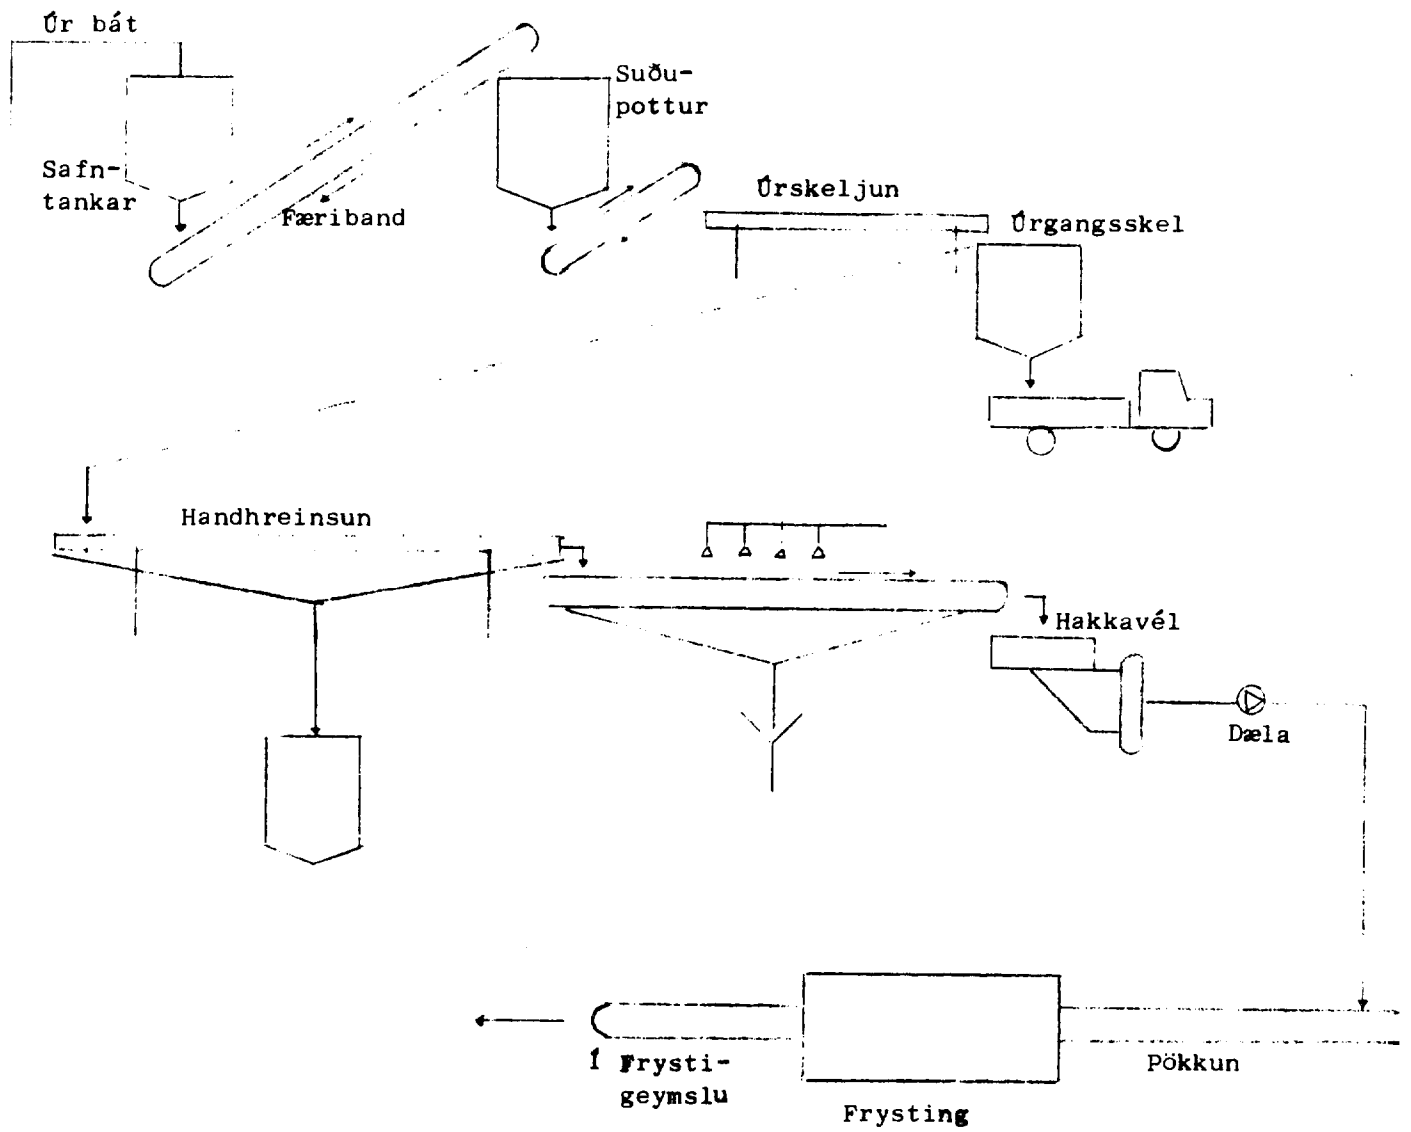 Úr bát
Suðu-
pottur
Safn-
tankar
Færiband
Úrskeljun
Úrgangsskel
Handhreinsun
Hakkavél
Dæla
Í Frysti-
geymslu
Pökkun
Frysting